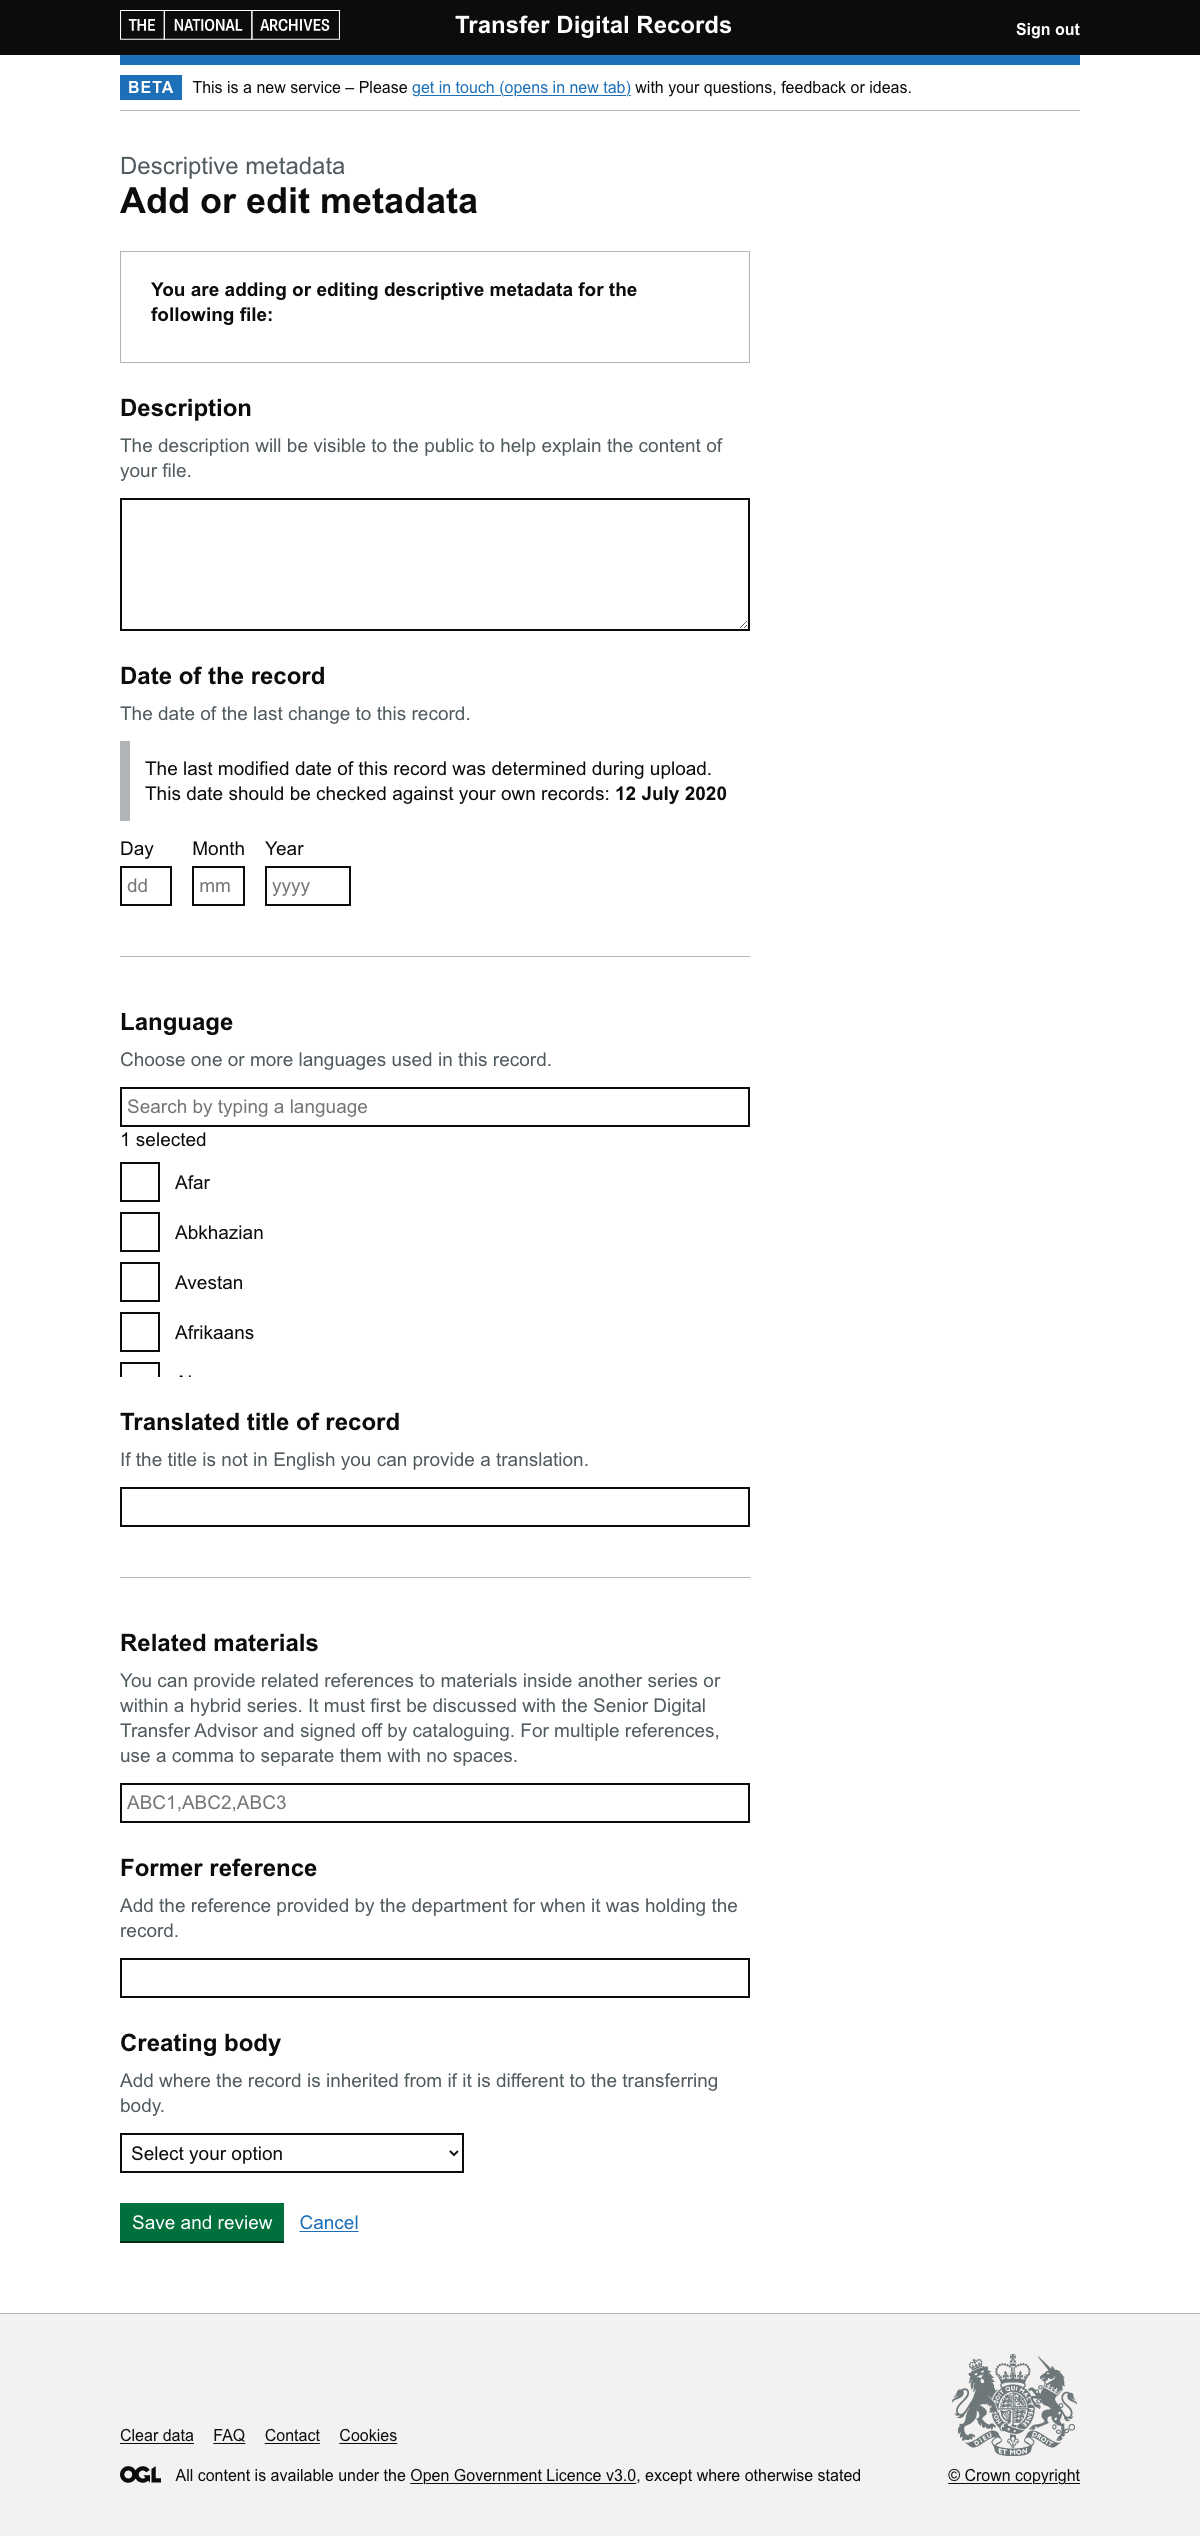 THE NATIONAL ARCHIVES
Transfer Digital Records
Sign out
BETA This is a new service – Please get in touch (opens in new tab) with your questions, feedback or ideas.
Descriptive metadata
Add or edit metadata
You are adding or editing descriptive metadata for the
following file:
Description
The description will be visible to the public to help explain the content of
your file.
Date of the record
The date of the last change to this record.
The last modified date of this record was determined during upload.
This date should be checked against your own records: 12 July 2020
Day Month Year
dd mm yyyy
Language
Choose one or more languages used in this record.
Search by typing a language
1 selected
Afar
Abkhazian
Avestan
Afrikaans
Translated title of record
If the title is not in English you can provide a translation.
Related materials
You can provide related references to materials inside another series or
within a hybrid series. It must first be discussed with the Senior Digital
Transfer Advisor and signed off by cataloguing. For multiple references,
use a comma to separate them with no spaces.
ABC1,ABC2,ABC3
Former reference
Add the reference provided by the department for when it was holding the
record.
Creating body
Add where the record is inherited from if it is different to the transferring
body.
Select your option
Save and review Cancel
Clear data FAQ Contact Cookies
OGL All content is available under the Open Government Licence v3.0, except where otherwise stated
© Crown copyright